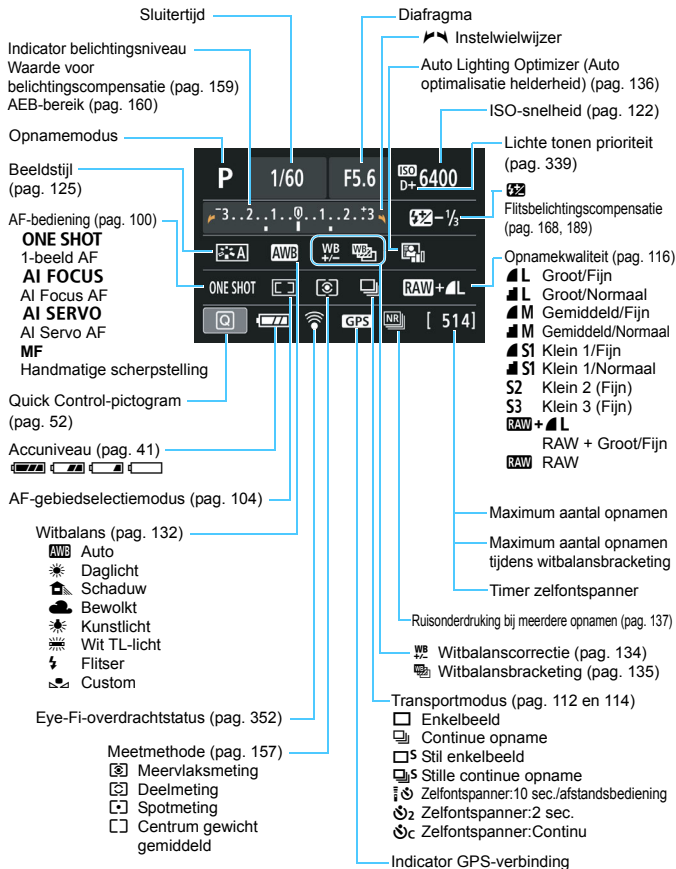 Sluitertijd
Diafragma
Indicator belichtingsniveau
Waarde voor
belichtingscompensatie (pag. 159)
AEB-bereik (pag. 160)
Instelwielwijzer
Auto Lighting Optimizer (Auto
optimalisatie helderheid) (pag. 136)
ISO-snelheid (pag. 122)
Opnamemodus
Lichte tonen prioriteit
(pag. 339)
Beeldstijl
(pag. 125)
Flitsbelichtingscompensatie
(pag. 168, 189)
AF-bediening (pag. 100)
ONE SHOT
1-beeld AF
AI FOCUS
AI Focus AF
AI SERVO
AI Servo AF
MF
Handmatige scherpstelling
Quick Control-pictogram
(pag. 52)
Accuniveau (pag. 41)
AF-gebiedselectiemodus (pag. 104)
P 1/60 F5.6 ISO D+ 6400
-3..2..1..0..1..2.+3 -1/3
A AWB WB +/- WB
ONE SHOT RAW+L
Q GPS NR [ 514]
Opnamekwaliteit (pag. 116)
L Groot/Fijn
L Groot/Normaal
M Gemiddeld/Fijn
M Gemiddeld/Normaal
S1 Klein 1/Fijn
S1 Klein 1/Normaal
S2 Klein 2 (Fijn)
S3 Klein 3 (Fijn)
RAW+L
RAW + Groot/Fijn
RAW RAW
Witbalans (pag. 132)
AWB Auto
Daglicht
Schaduw
Bewolkt
Kunstlicht
Wit TL-licht
Flitser
Custom
Maximum aantal opnamen
Maximum aantal opnamen
tijdens witbalansbracketing
Timer zelfontspanner
Ruisonderdruking bij meerdere opnamen (pag. 137)
WB +/- Witbalanscorrectie (pag. 134)
WB Witbalansbracketing (pag. 135)
Eye-Fi-overdrachtstatus (pag. 352)
Transportmodus (pag. 112 en 114)
Enkelbeeld
Continue opname
S Stil enkelbeeld
S Stille continue opname
Zelfontspanner:10 sec./afstandsbediening
2 Zelfontspanner:2 sec.
C Zelfontspanner:Continu
Meetmethode (pag. 157)
Meervlaksmeting
Deelmeting
Spotmeting
Centrum gewicht
gemiddeld
Indicator GPS-verbinding